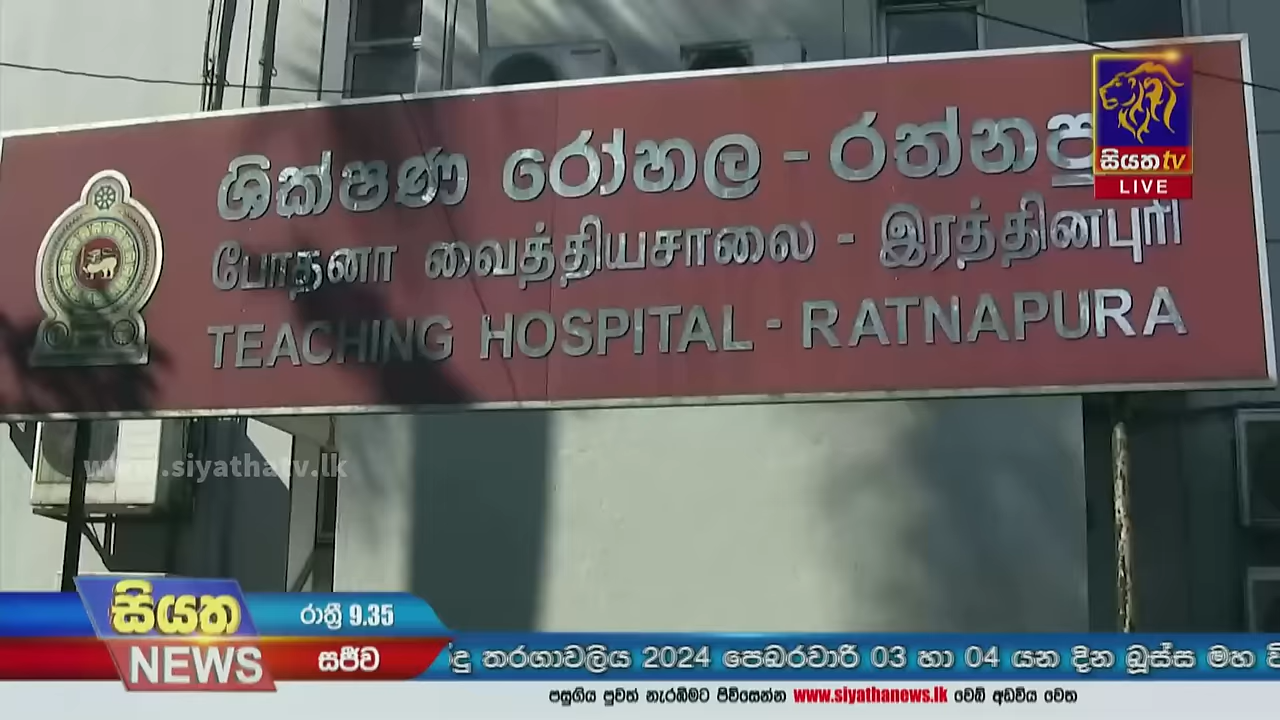 ශික්ෂණ රෝහල - රත්නපු
போதனா வைத்தியசாலை - இரத்தினபுரி
TEACHING HOSPITAL - RATNAPURA
සියත tv
LIVE
www.siyathatv.lk
සියත
NEWS
රාත්‍රී 9.35
සජීව
තරගාවලිය 2024 පෙබරවාරි 03 හා 04 යන දින බූස්ස මහ
පසුගිය පුවත් නැරඹීමට පිවිසෙන්න www.siyathanews.lk වෙබ් අඩවිය වෙත